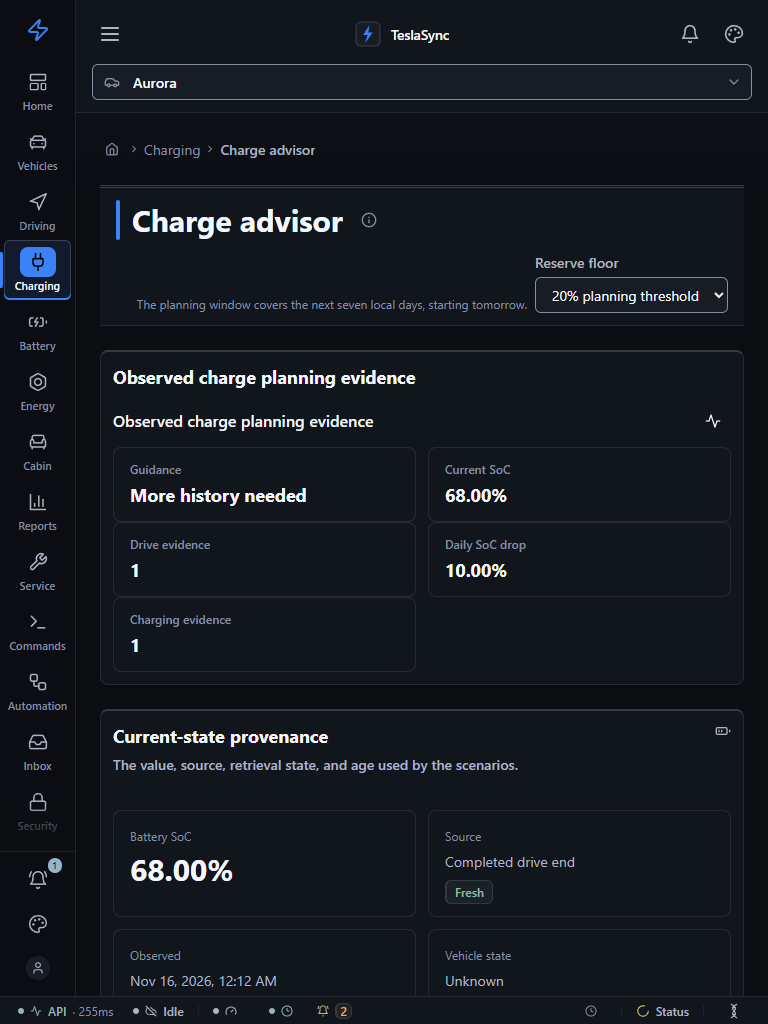 TeslaSync
Aurora
Home
Vehicles
Driving
Charging
Battery
Energy
Cabin
Reports
Service
Commands
Automation
Inbox
Security
1
Charging
Charge advisor
Charge advisor
The planning window covers the next seven local days, starting tomorrow.
Reserve floor
20% planning threshold
Observed charge planning evidence
Observed charge planning evidence
Guidance
More history needed
Current SoC
68.00%
Drive evidence
1
Daily SoC drop
10.00%
Charging evidence
1
Current-state provenance
The value, source, retrieval state, and age used by the scenarios.
Battery SoC
68.00%
Source
Completed drive end
Fresh
Observed
Nov 16, 2026, 12:12 AM
Vehicle state
Unknown
API · 255ms
Idle
2
Status